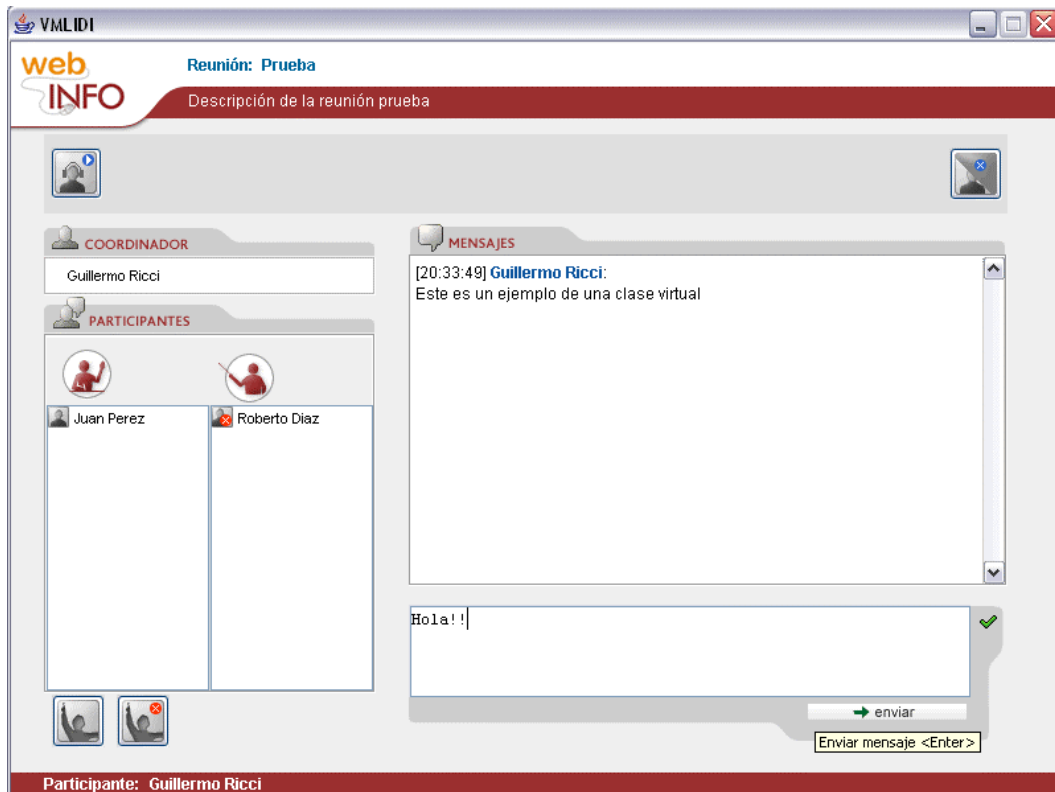 VMLIDI
web
INFO
Reunión: Prueba
Descripción de la reunión prueba
COORDINADOR
Guillermo Ricci
PARTICIPANTES
Juan Perez
Roberto Diaz
MENSAJES
[20:33:49] Guillermo Ricci:
Este es un ejemplo de una clase virtual
Hola!!
enviar
Enviar mensaje <Enter>
Participante: Guillermo Ricci